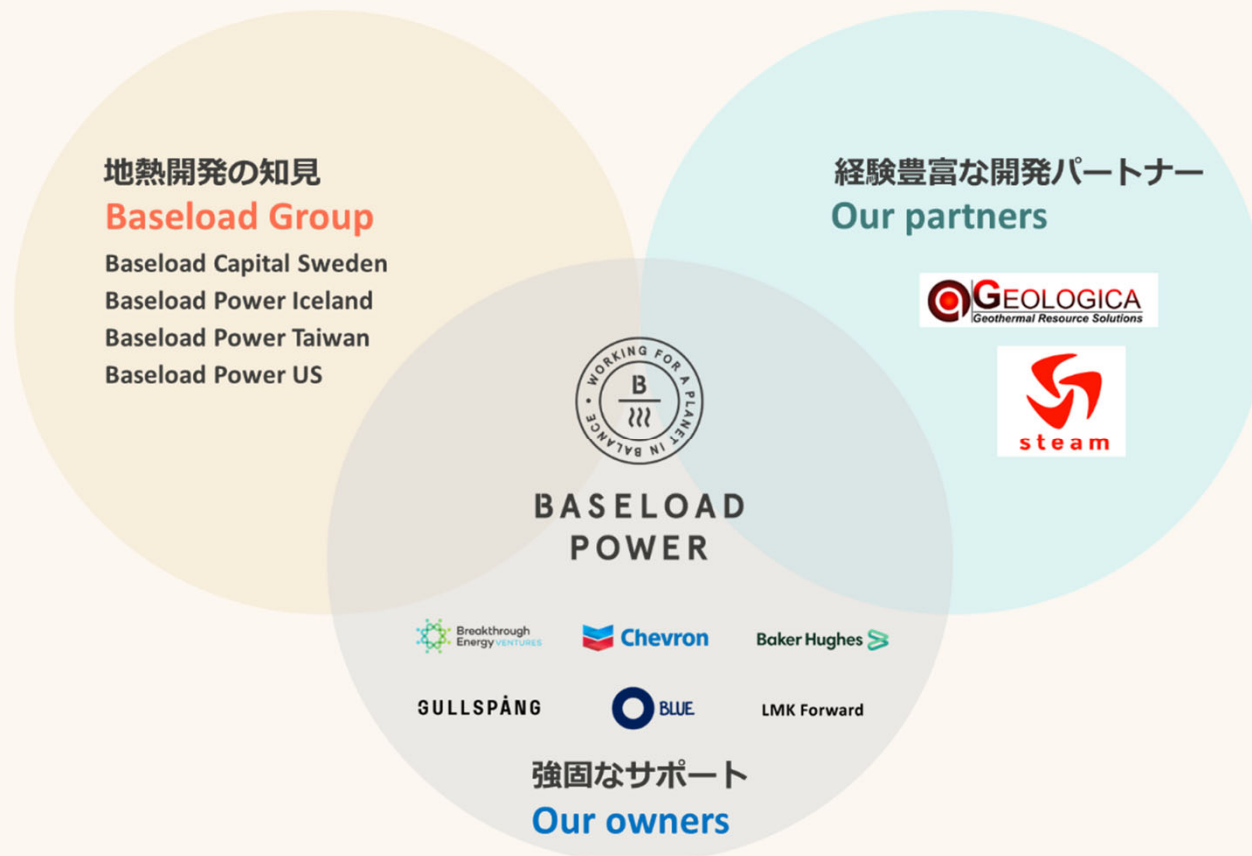 地熱開発の知見
Baseload Group
Baseload Capital Sweden
Baseload Power Iceland
Baseload Power Taiwan
Baseload Power US
経験豊富な開発パートナー
Our partners
GEOLOGICA
Geothermal Resource Solutions
steam
WORKING FOR A PLANET IN BALANCE •
B
BASELOAD
POWER
Breakthrough
Energy VENTURES
Chevron
Baker Hughes
GULLSPÅNG
BLUE
LMK Forward
強固なサポート
Our owners